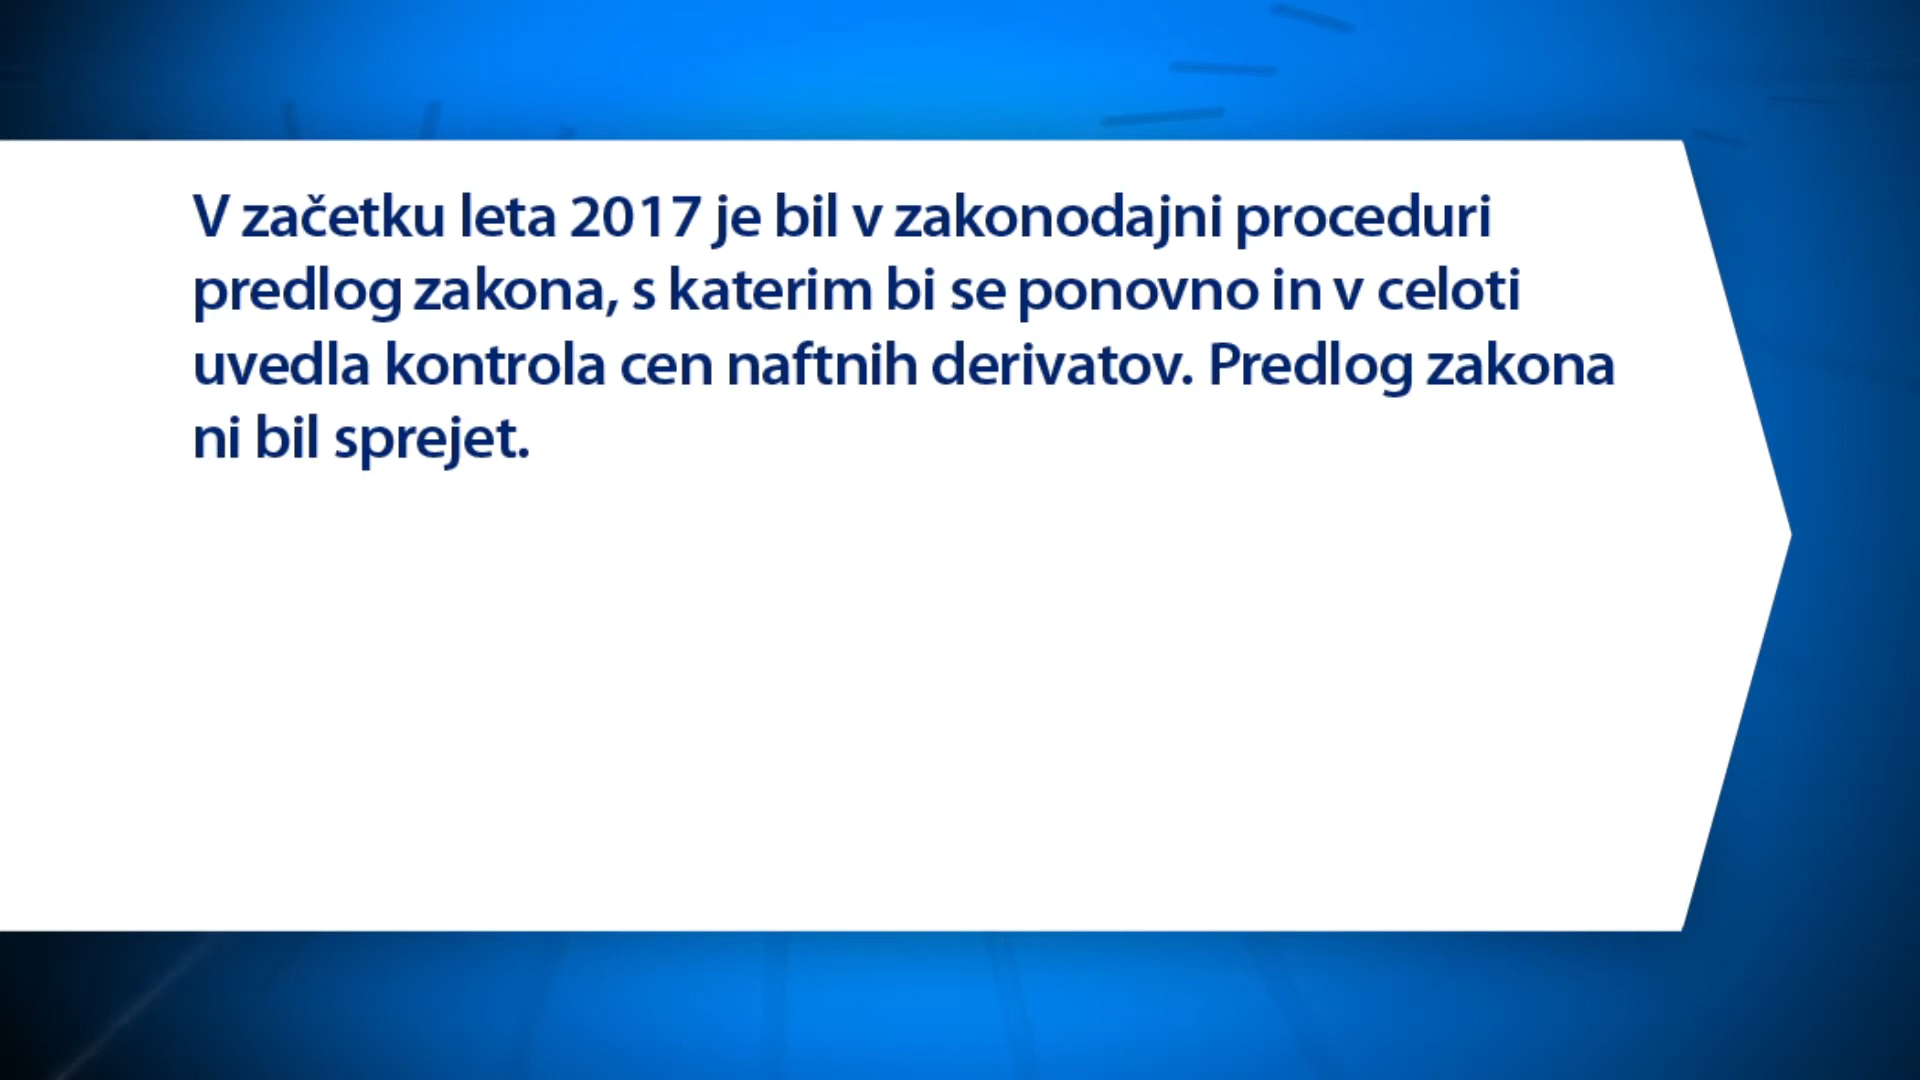 V začetku leta 2017 je bil v zakonodajni proceduri
predlog zakona, s katerim bi se ponovno in v celoti
uvedla kontrola cen naftnih derivatov. Predlog zakona
ni bil sprejet.